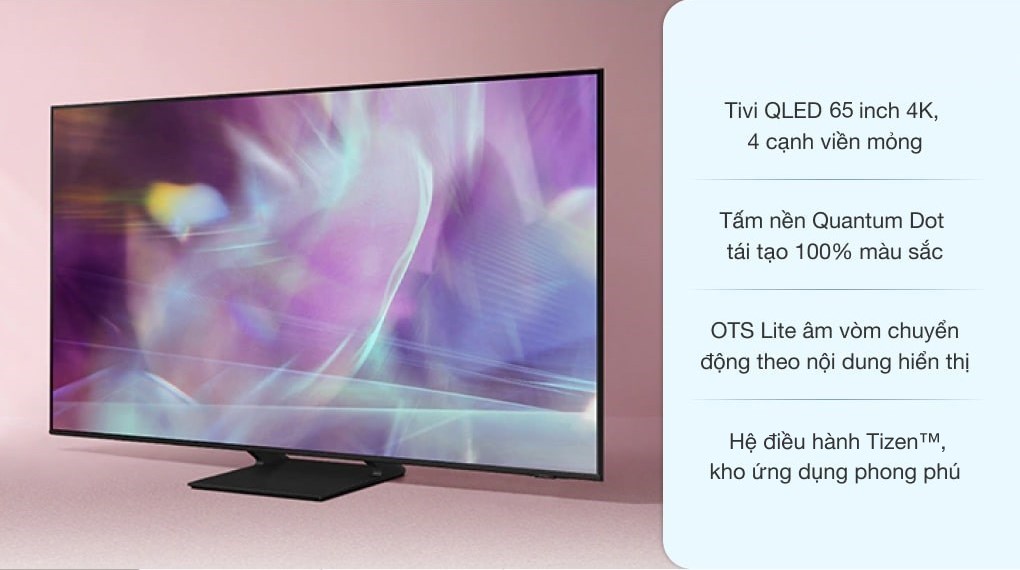 Tivi QLED 65 inch 4K,
4 cạnh viền mỏng
Tấm nền Quantum Dot
tái tạo 100% màu sắc
OTS Lite âm vòm chuyển
động theo nội dung hiển thị
Hệ điều hành Tizen™,
kho ứng dụng phong phú